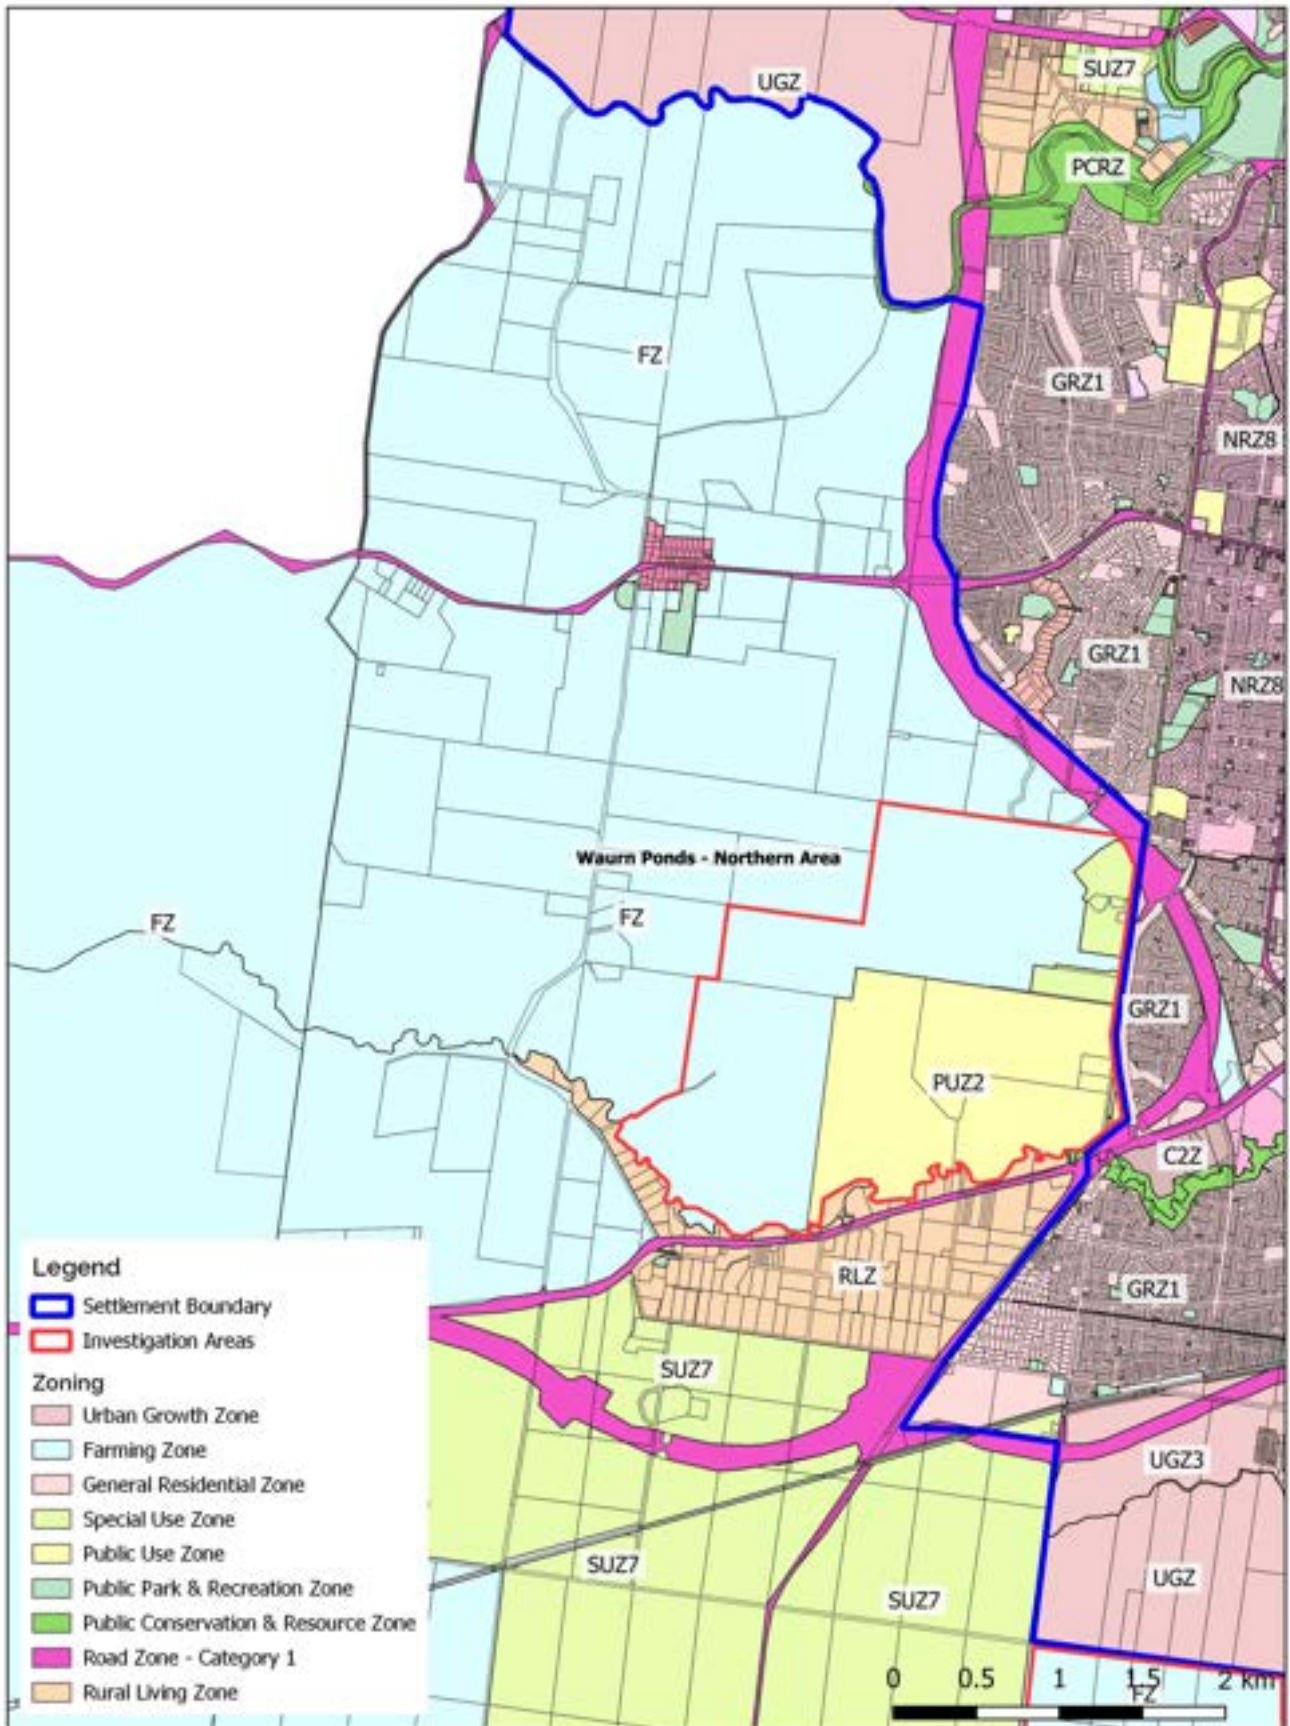 UGZ
SUZ7
PCRZ
FZ
GRZ1
NRZ8
GRZ1
NRZ8
Waurn Ponds - Northern Area
FZ
FZ
GRZ1
PUZ2
C2Z
RLZ
GRZ1
SUZ7
UGZ3
SUZ7
UGZ
SUZ7
FZ
Legend
Settlement Boundary
Investigation Areas
Zoning
Urban Growth Zone
Farming Zone
General Residential Zone
Special Use Zone
Public Use Zone
Public Park & Recreation Zone
Public Conservation & Resource Zone
Road Zone - Category 1
Rural Living Zone
0 0.5 1 1.5 2 km